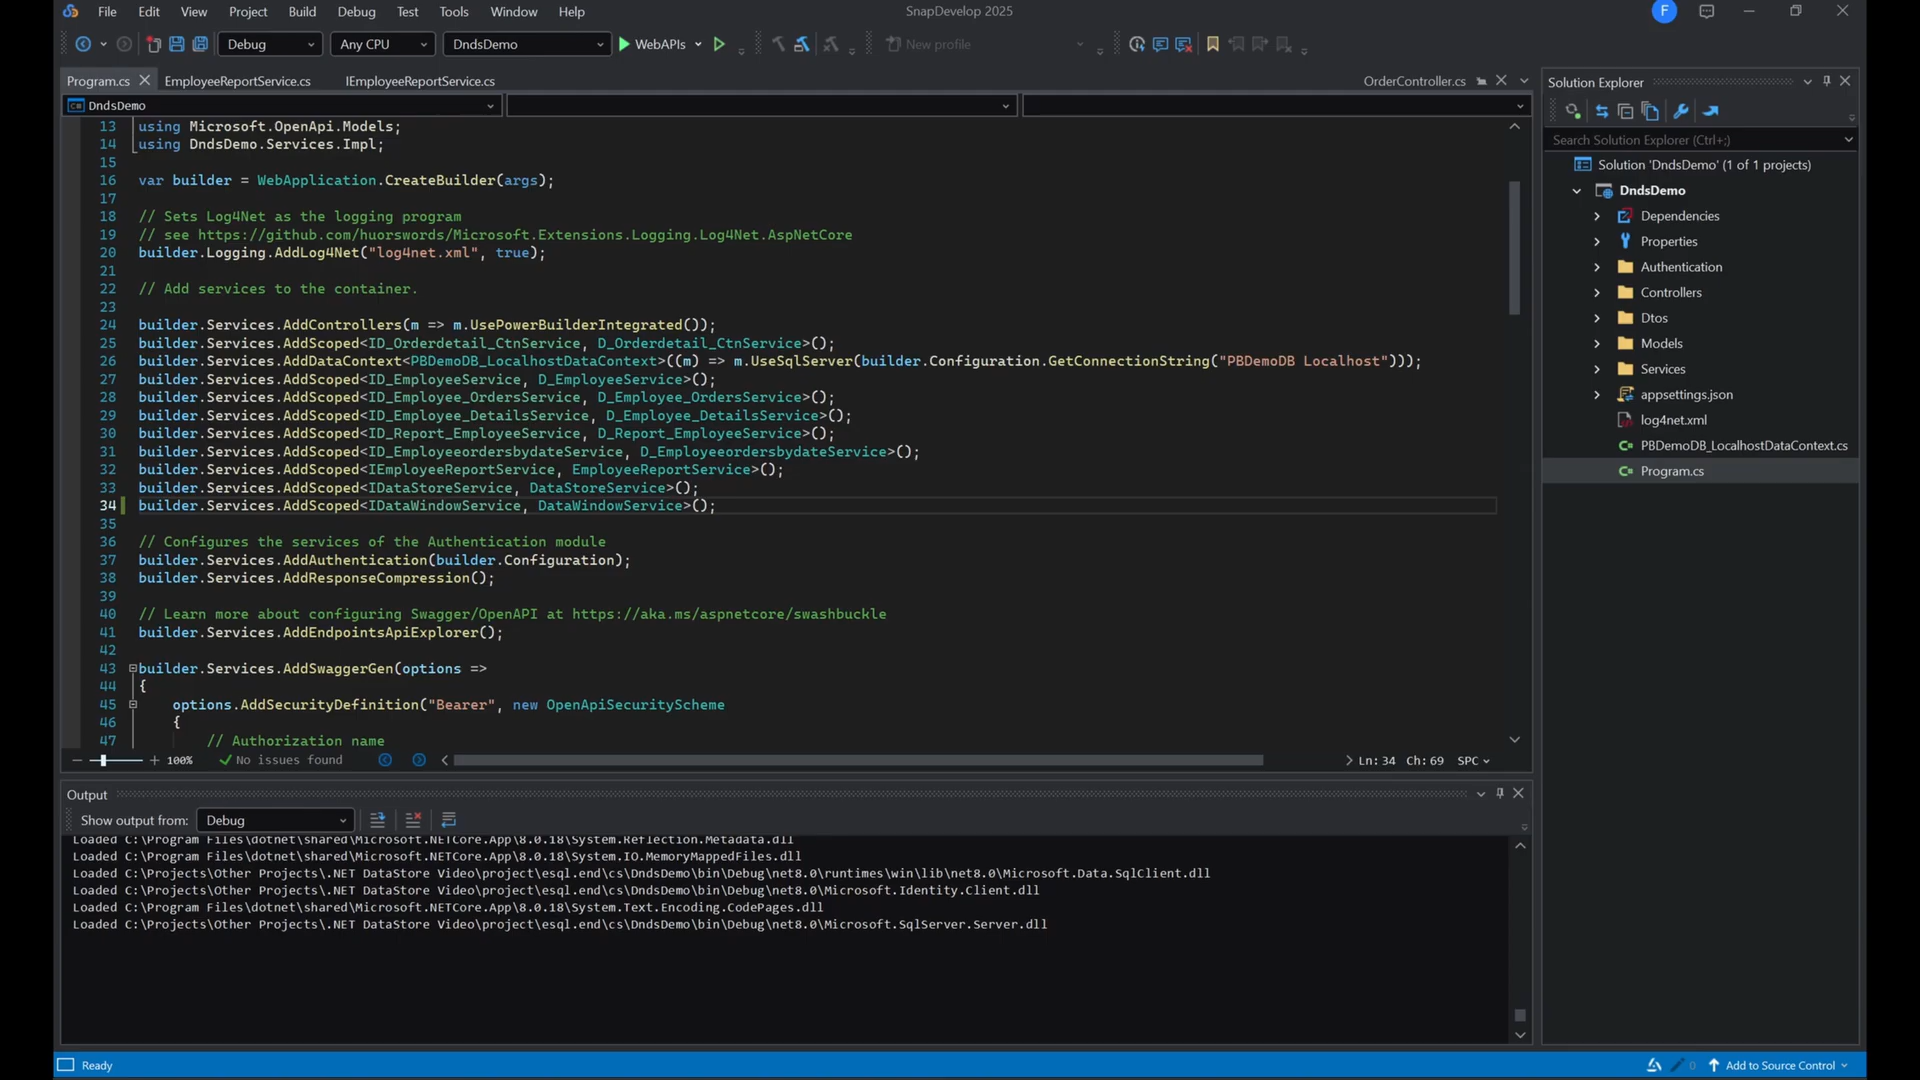 File Edit View Project Build Debug Test Tools Window Help
SnapDevelop 2025
F
Debug Any CPU DndsDemo WebAPIs New profile
Program.cs EmployeeReportService.cs IEmployeeReportService.cs OrderController.cs
DndsDemo
13 using Microsoft.OpenApi.Models;
14 using DndsDemo.Services.Impl;
15
16 var builder = WebApplication.CreateBuilder(args);
17
18 // Sets Log4Net as the logging program
19 // see https://github.com/huorswords/Microsoft.Extensions.Logging.Log4Net.AspNetCore
20 builder.Logging.AddLog4Net("log4net.xml", true);
21
22 // Add services to the container.
23
24 builder.Services.AddControllers(m => m.UsePowerBuilderIntegrated());
25 builder.Services.AddScoped<ID_Orderdetail_CtnService, D_Orderdetail_CtnService>();
26 builder.Services.AddDataContext<PBDemoDB_LocalhostDataContext>((m) => m.UseSqlServer(builder.Configuration.GetConnectionString("PBDemoDB Localhost")));
27 builder.Services.AddScoped<ID_EmployeeService, D_EmployeeService>();
28 builder.Services.AddScoped<ID_Employee_OrdersService, D_Employee_OrdersService>();
29 builder.Services.AddScoped<ID_Employee_DetailsService, D_Employee_DetailsService>();
30 builder.Services.AddScoped<ID_Report_EmployeeService, D_Report_EmployeeService>();
31 builder.Services.AddScoped<ID_EmployeeordersbydateService, D_EmployeeordersbydateService>();
32 builder.Services.AddScoped<IEmployeeReportService, EmployeeReportService>();
33 builder.Services.AddScoped<IDataStoreService, DataStoreService>();
34 builder.Services.AddScoped<IDataWindowService, DataWindowService>();
35
36 // Configures the services of the Authentication module
37 builder.Services.AddAuthentication(builder.Configuration);
38 builder.Services.AddResponseCompression();
39
40 // Learn more about configuring Swagger/OpenAPI at https://aka.ms/aspnetcore/swashbuckle
41 builder.Services.AddEndpointsApiExplorer();
42
43 builder.Services.AddSwaggerGen(options =>
44 {
45 options.AddSecurityDefinition("Bearer", new OpenApiSecurityScheme
46 {
47 // Authorization name
100% No issues found Ln: 34 Ch: 69 SPC
Output
Show output from: Debug
Loaded C:\Program Files\dotnet\shared\Microsoft.NETCore.App\8.0.18\System.Reflection.Metadata.dll
Loaded C:\Program Files\dotnet\shared\Microsoft.NETCore.App\8.0.18\System.IO.MemoryMappedFiles.dll
Loaded C:\Projects\Other Projects\.NET DataStore Video\project\esql.end\cs\DndsDemo\bin\Debug\net8.0\runtimes\win\lib\net8.0\Microsoft.Data.SqlClient.dll
Loaded C:\Projects\Other Projects\.NET DataStore Video\project\esql.end\cs\DndsDemo\bin\Debug\net8.0\Microsoft.Identity.Client.dll
Loaded C:\Program Files\dotnet\shared\Microsoft.NETCore.App\8.0.18\System.Text.Encoding.CodePages.dll
Loaded C:\Projects\Other Projects\.NET DataStore Video\project\esql.end\cs\DndsDemo\bin\Debug\net8.0\Microsoft.SqlServer.Server.dll
Solution Explorer
Search Solution Explorer (Ctrl+;)
Solution 'DndsDemo' (1 of 1 projects)
DndsDemo
Dependencies
Properties
Authentication
Controllers
Dtos
Models
Services
appsettings.json
log4net.xml
PBDemoDB_LocalhostDataContext.cs
Program.cs
Ready
0 Add to Source Control